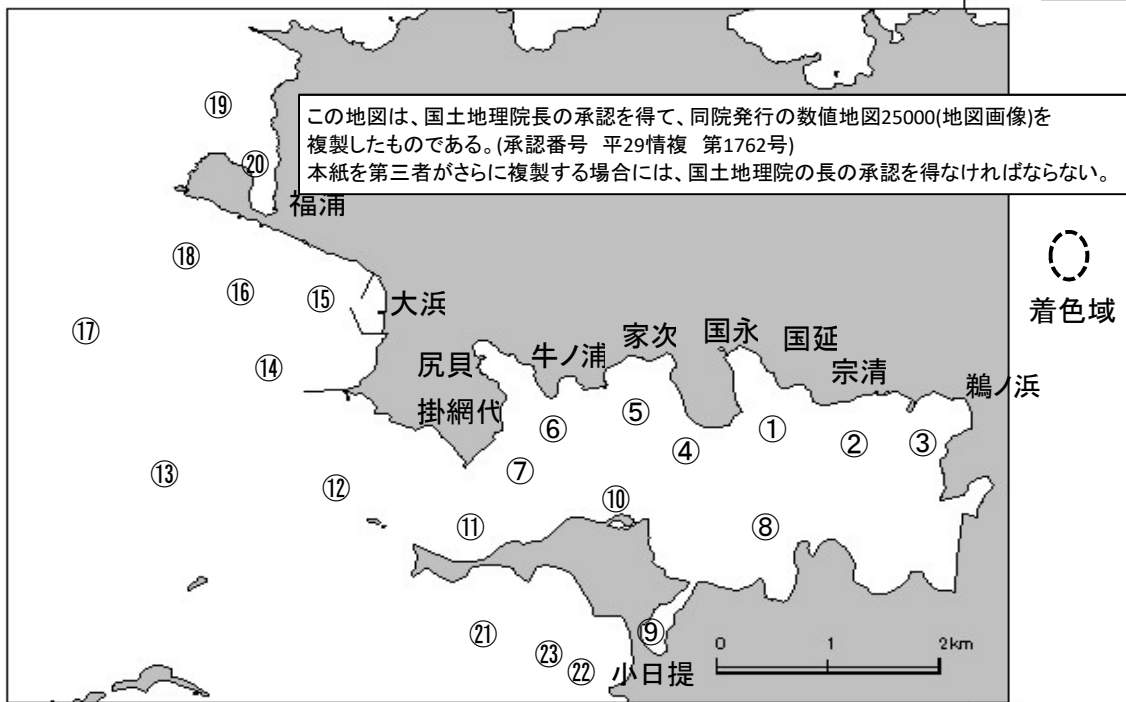 ⑲
この地図は、国土地理院長の承認を得て、同院発行の数値地図25000(地図画像)を
複製したものである。(承認番号 平29情複 第1762号)
本紙を第三者がさらに複製する場合には、国土地理院の長の承認を得なければならない。
⑳
福浦
⑱
⑯
⑮
大浜
⑰
着色域
家次
国永
国延
牛ノ浦
尻貝
宗清
鵜ノ浜
⑭
掛網代
⑤
⑥
①
②
③
④
⑦
⑬
⑫
⑩
⑪
⑧
㉑
⑨
㉓
㉒
小日提
0 1 2km